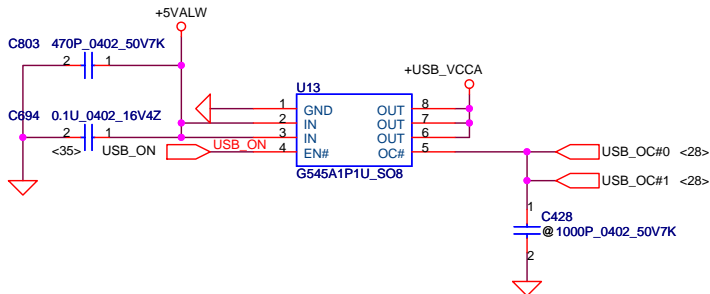 +5VALW
C803 470P_0402_50V7K
2 1
+USB_VCCA
U13
C694 0.1U_0402_16V4Z
1 GND OUT 8
2 IN OUT 7
2 1 3 IN OUT 6
<35> USB_ON USB_ON 4 EN# OC# 5 USB_OC#0 <28>
G545A1P1U_SO8
USB_OC#1 <28>
1
C428
@1000P_0402_50V7K
2